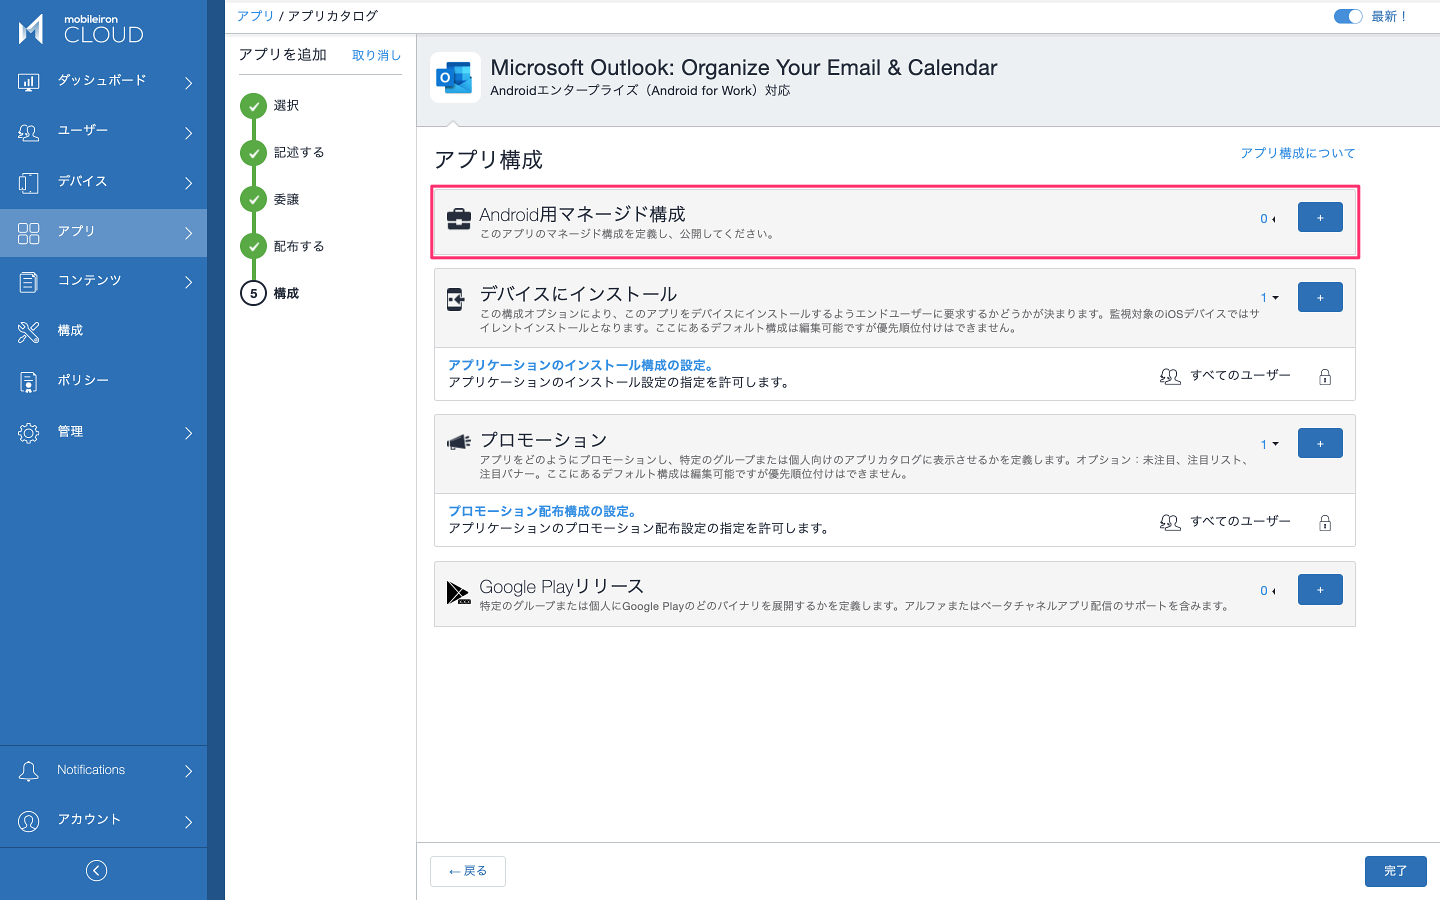 mobileiron
CLOUD
ダッシュボード
ユーザー
デバイス
アプリ
コンテンツ
構成
ポリシー
管理
Notifications
アカウント
アプリ / アプリカタログ
最新！
アプリを追加 取り消し
選択
記述する
委譲
配布する
5 構成
Microsoft Outlook: Organize Your Email & Calendar
Androidエンタープライズ（Android for Work）対応
アプリ構成
アプリ構成について
Android用マネージド構成
このアプリのマネージド構成を定義し、公開してください。
0
+
デバイスにインストール
この構成オプションにより、このアプリをデバイスにインストールするようエンドユーザーに要求するかどうかが決まります。監視対象のiOSデバイスではサ
イレントインストールとなります。ここにあるデフォルト構成は編集可能ですが優先順位付けはできません。
1
+
アプリケーションのインストール構成の設定。
アプリケーションのインストール設定の指定を許可します。
すべてのユーザー
プロモーション
アプリをどのようにプロモーションし、特定のグループまたは個人向けのアプリカタログに表示させるかを定義します。オプション：未注目、注目リスト、
注目バナー。ここにあるデフォルト構成は編集可能ですが優先順位付けはできません。
1
+
プロモーション配布構成の設定。
アプリケーションのプロモーション配布設定の指定を許可します。
すべてのユーザー
Google Playリリース
特定のグループまたは個人にGoogle Playのどのバイナリを展開するかを定義します。アルファまたはベータチャネルアプリ配信のサポートを含みます。
0
+
←戻る
完了